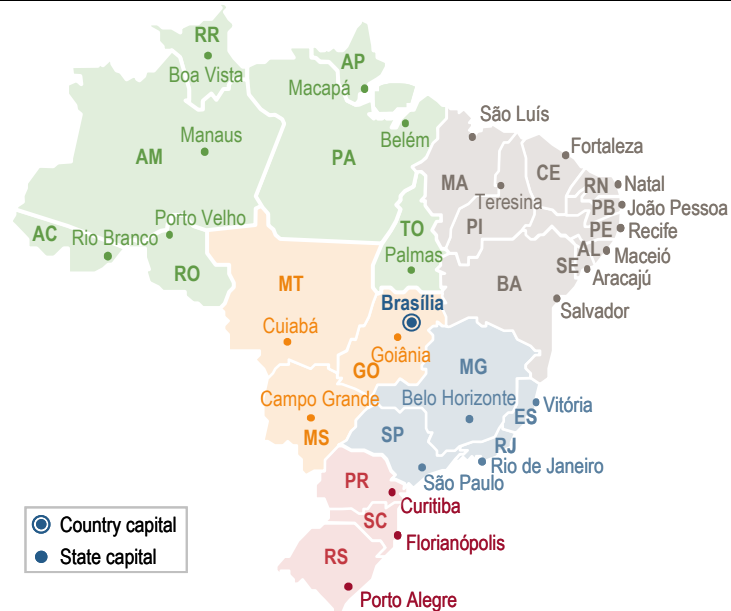 RR
Boa Vista
AP
Macapá
São Luís
Manaus
Belém
Fortaleza
AM
PA
CE
MA
Teresina
RN
Natal
PB
João Pessoa
AC
Rio Branco
Porto Velho
TO
PI
PE
Recife
Palmas
AL
Maceió
RO
MT
SE
Aracajú
BA
Brasília
Salvador
Cuiabá
Goiânia
GO
MG
Campo Grande
Belo Horizonte
Vitória
ES
MS
SP
RJ
Rio de Janeiro
São Paulo
PR
Curitiba
SC
Florianópolis
RS
Porto Alegre
Country capital
State capital